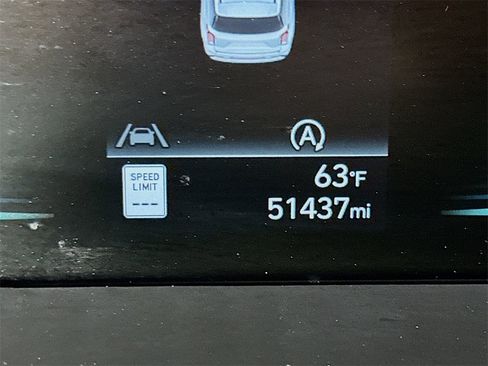 A
SPEED
LIMIT
---
63°F
51437mi